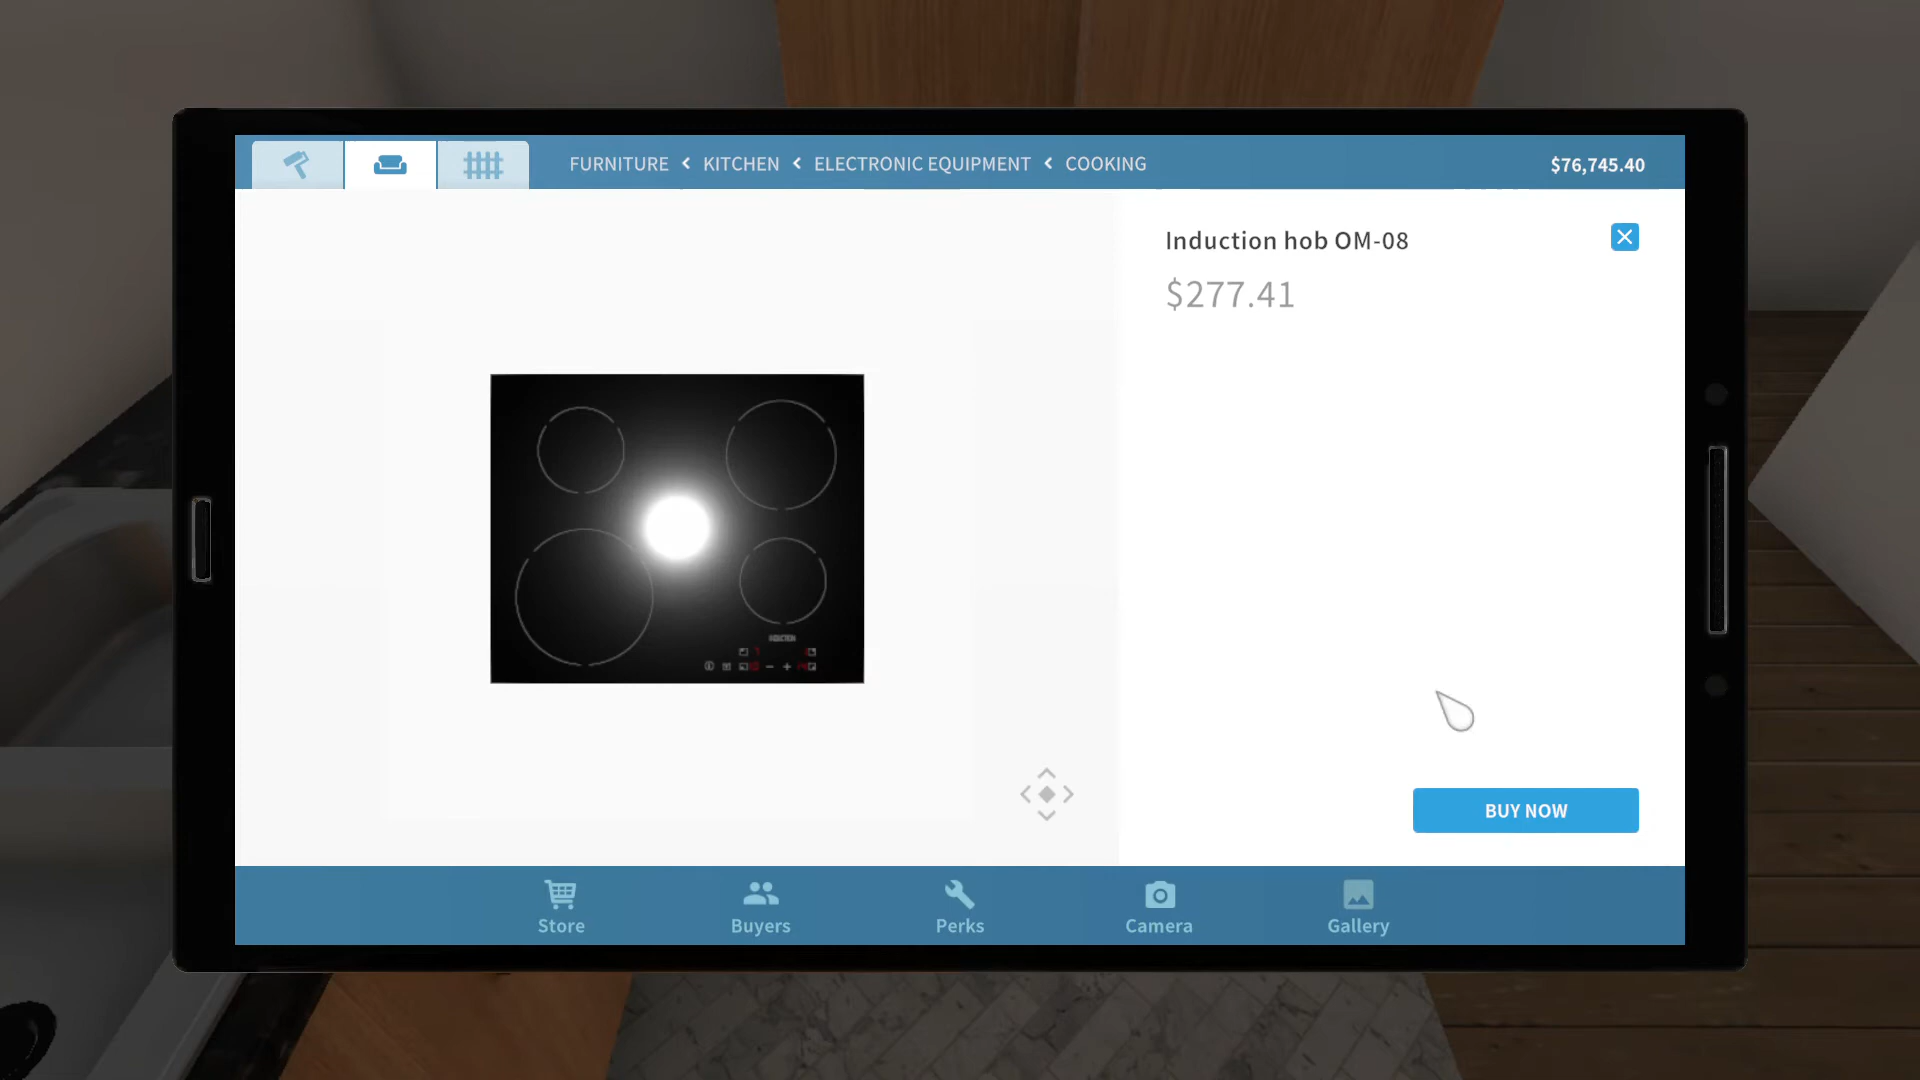 FURNITURE < KITCHEN < ELECTRONIC EQUIPMENT < COOKING
$76,745.40
Induction hob OM-08
$277.41
INDUCTION
BUY NOW
Store
Buyers
Perks
Camera
Gallery